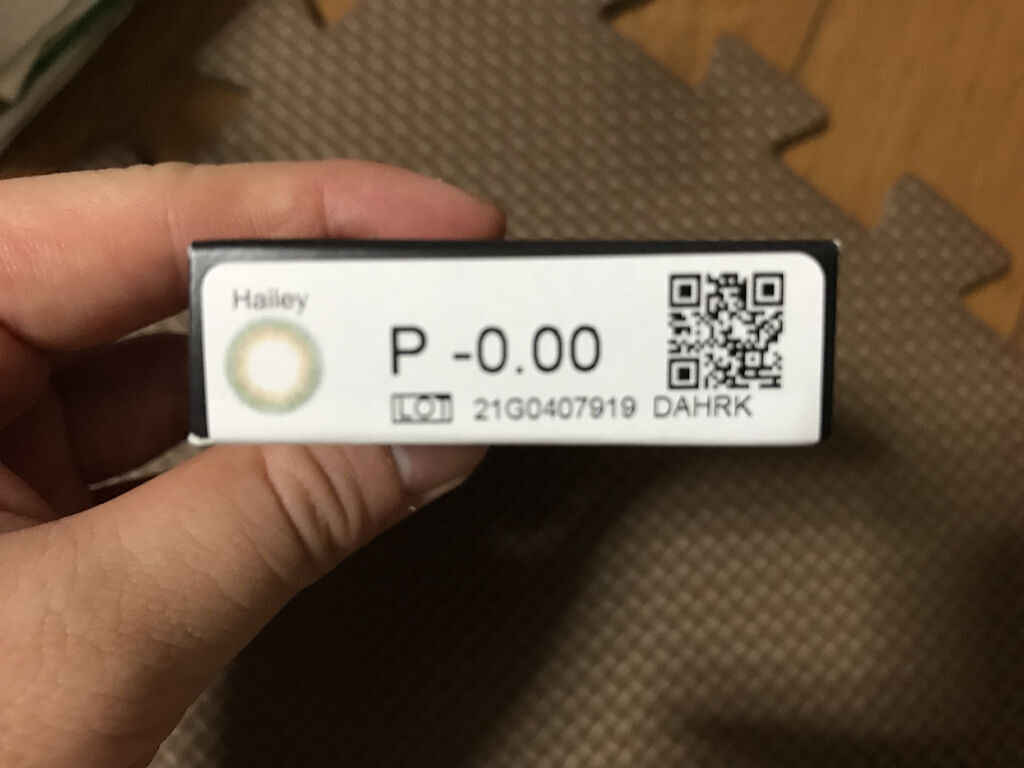 Hailey
P -0.00
LOT 21G0407919 DAHRK